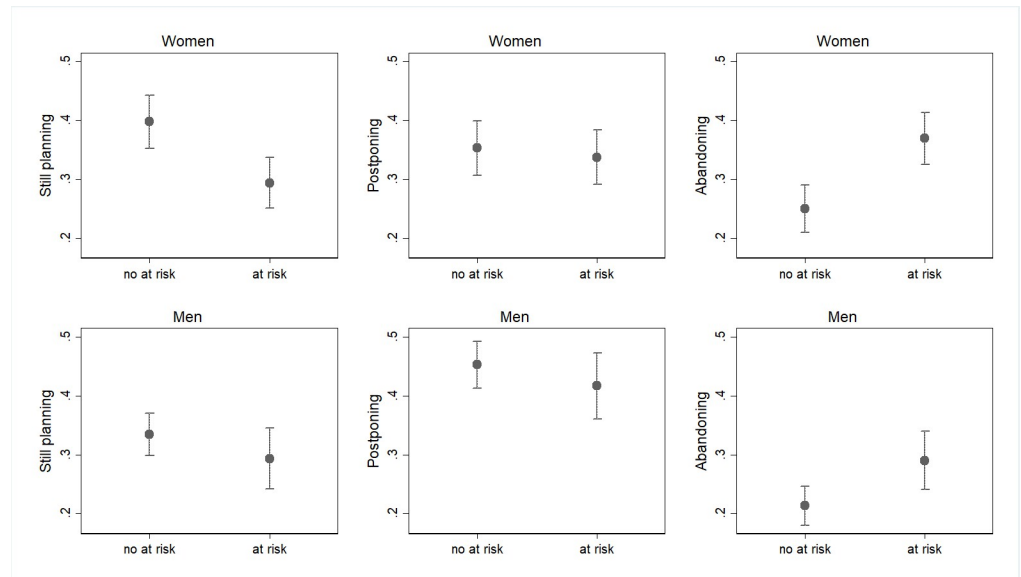 Women
Women
Women
.5
.4
.3
.2
Still planning
no at risk
at risk
.5
.4
.3
.2
Postponing
no at risk
at risk
.5
.4
.3
.2
Abandoning
no at risk
at risk
Men
Men
Men
.5
.4
.3
.2
Still planning
no at risk
at risk
.5
.4
.3
.2
Postponing
no at risk
at risk
.5
.4
.3
.2
Abandoning
no at risk
at risk